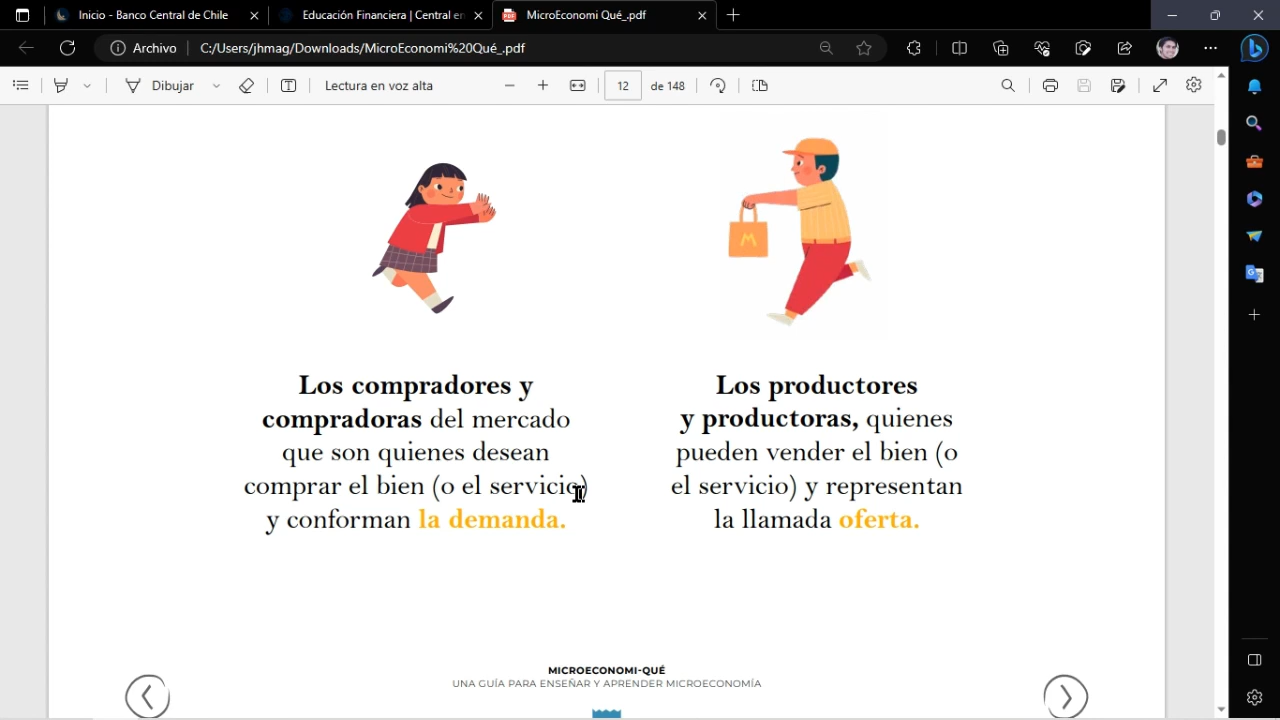 Inicio - Banco Central de Chile
Educación Financiera | Central en
PDF
MicroEconomi Qué_.pdf
Archivo
C:/Users/jhmag/Downloads/MicroEconomi%20Qué_.pdf
Dibujar
Lectura en voz alta
12
de 148
M
Los compradores y
compradoras del mercado
que son quienes desean
comprar el bien (o el servicio)
y conforman la demanda.
Los productores
y productoras, quienes
pueden vender el bien (o
el servicio) y representan
la llamada oferta.
MICROECONOMI-QUÉ
UNA GUÍA PARA ENSEÑAR Y APRENDER MICROECONOMÍA